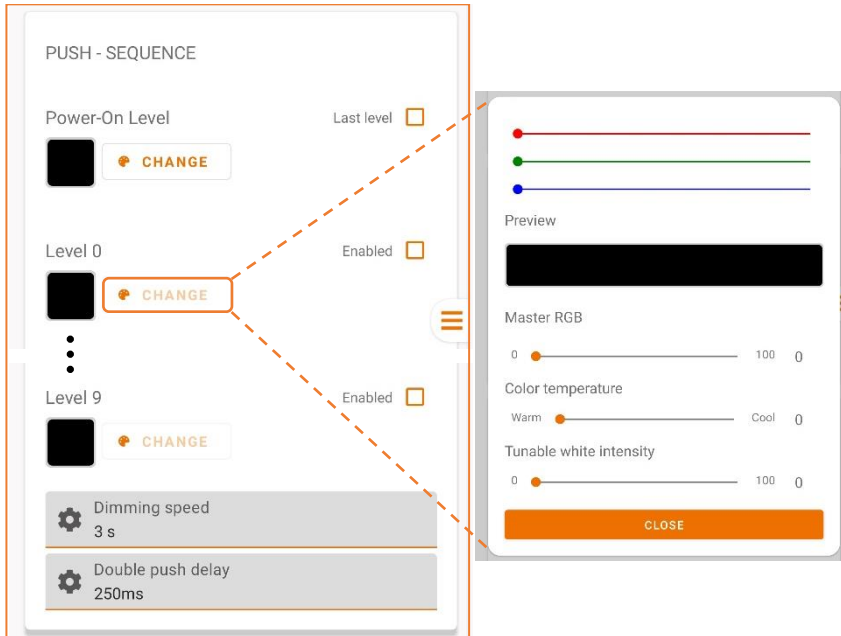 PUSH - SEQUENCE
Power-On Level
Last level
CHANGE
Level 0
Enabled
CHANGE
Level 9
Enabled
CHANGE
Dimming speed
3 s
Double push delay
250ms
Preview
Master RGB
0 100 0
Color temperature
Warm Cool 0
Tunable white intensity
0 100 0
CLOSE